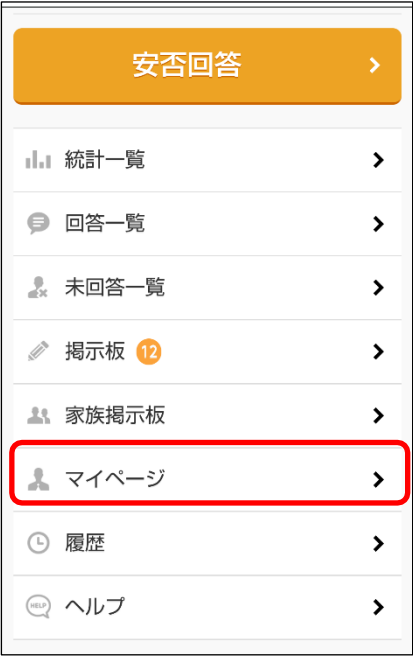 安否回答
統計一覧
回答一覧
未回答一覧
掲示板 12
家族掲示板
マイページ
履歴
HELP ヘルプ